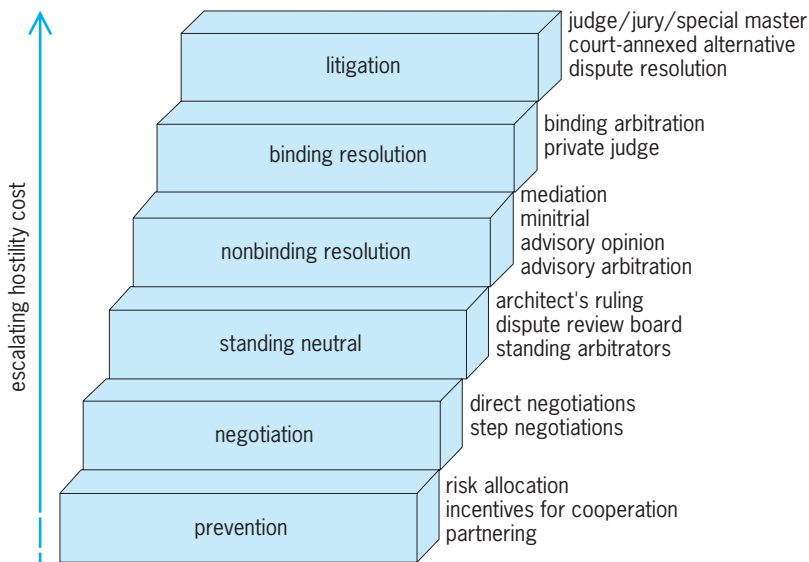 judge/jury/special master
court-annexed alternative
dispute resolution
litigation
binding arbitration
private judge
binding resolution
mediation
minitrial
advisory opinion
advisory arbitration
nonbinding resolution
architect's ruling
dispute review board
standing arbitrators
standing neutral
direct negotiations
step negotiations
negotiation
risk allocation
incentives for cooperation
partnering
prevention
escalating hostility cost